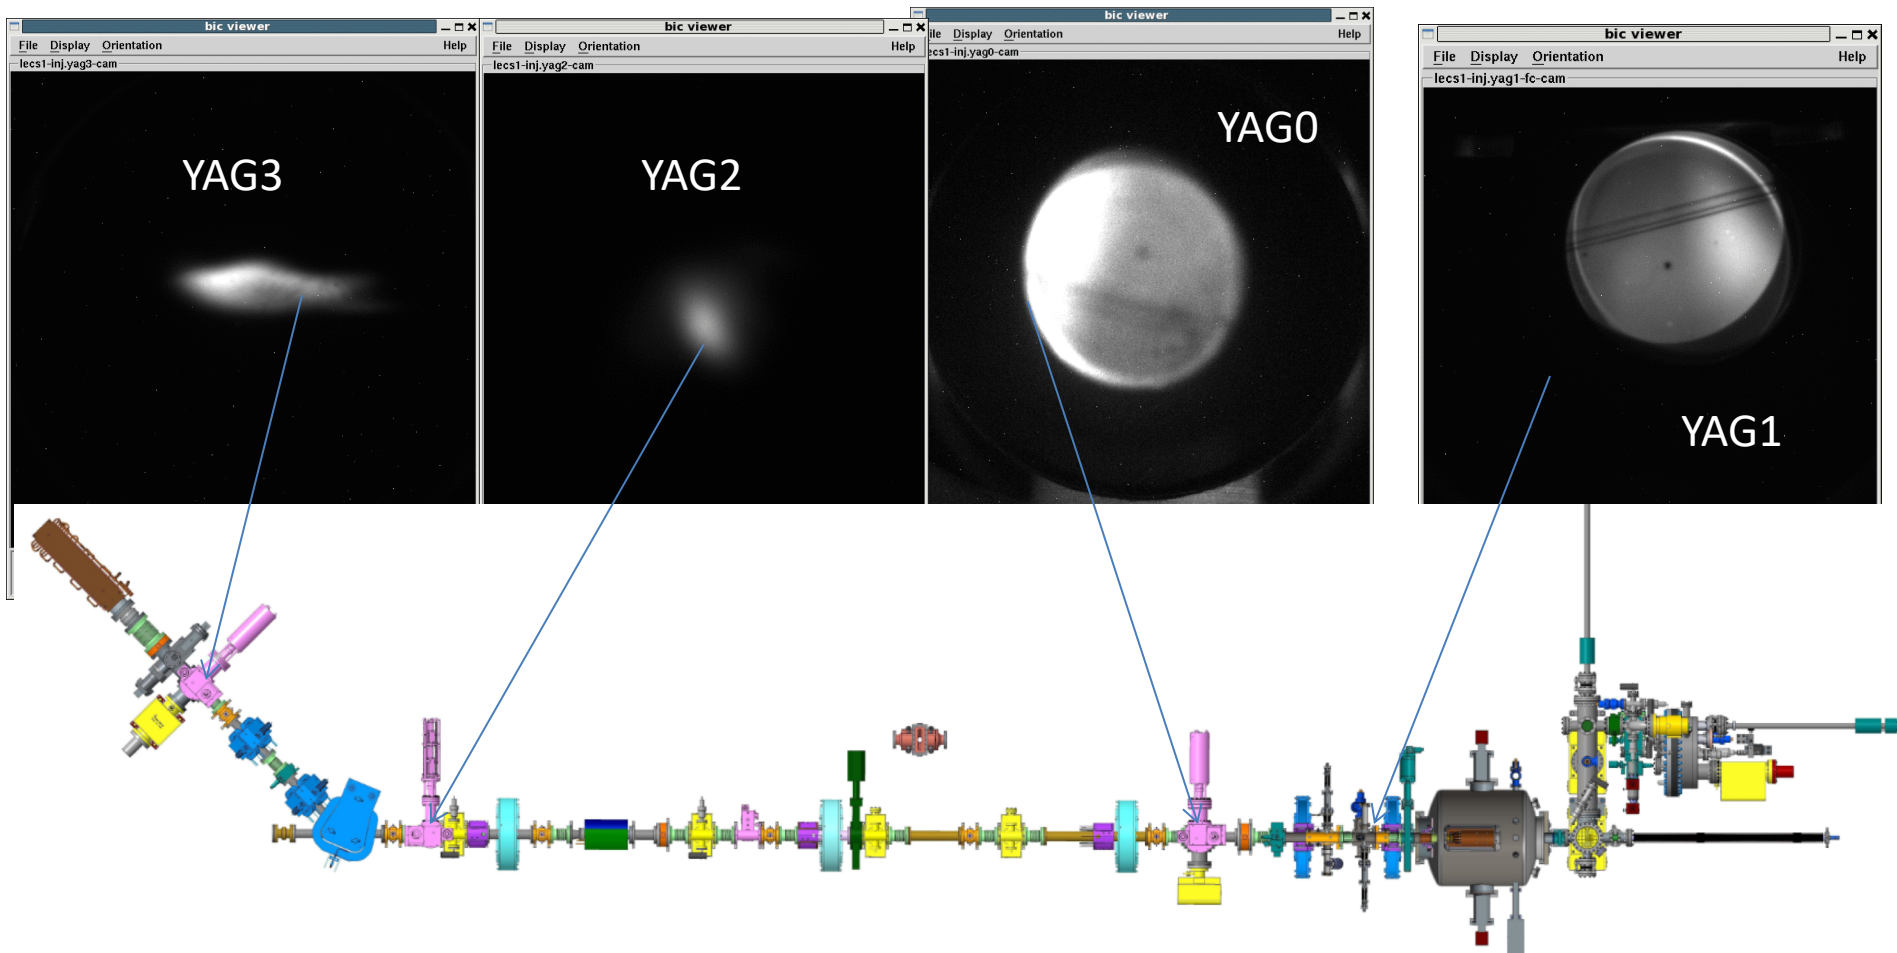 bic viewer
File Display Orientation Help
lecs1-inj.yag3-cam
YAG3
bic viewer
File Display Orientation Help
lecs1-inj.yag2-cam
YAG2
bic viewer
ile Display Orientation Help
ecs1-inj.yag0-cam
YAG0
bic viewer
File Display Orientation Help
lecs1-inj.yag1-fc-cam
YAG1